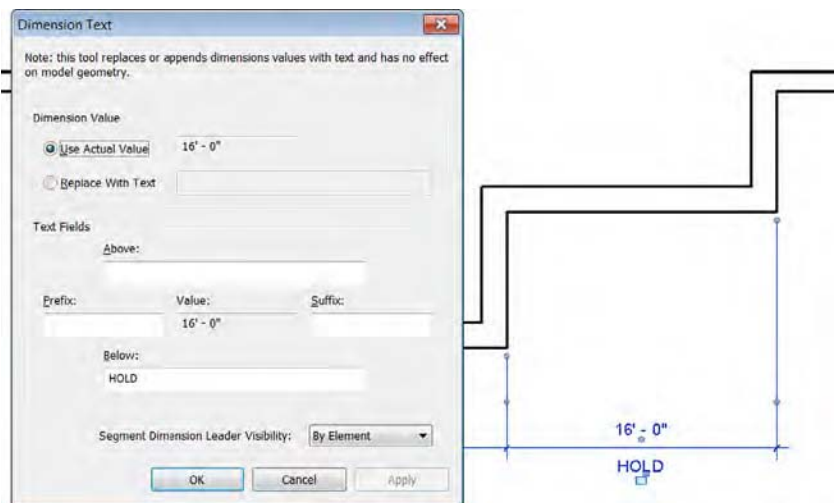 Dimension Text
Note: this tool replaces or appends dimensions values with text and has no effect
on model geometry.
Dimension Value
Use Actual Value
16' - 0"
Replace With Text
Text Fields
Above:
Prefix:
Value:
Suffix:
16' - 0"
Below:
HOLD
Segment Dimension Leader Visibility:
By Element
OK
Cancel
Apply
16' - 0"
HOLD